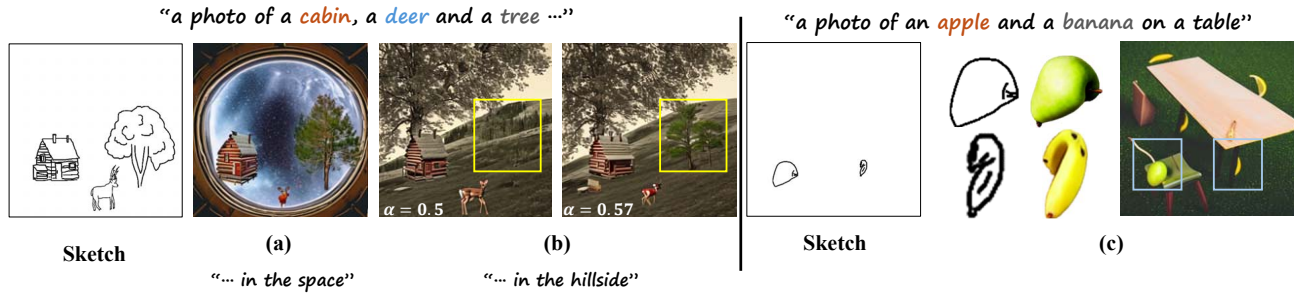 "a photo of a cabin, a deer and a tree ···"
"a photo of an apple and a banana on a table"
α = 0.5
α = 0.57
Sketch
(a)
(b)
Sketch
(c)
"··· in the space"
"··· in the hillside"